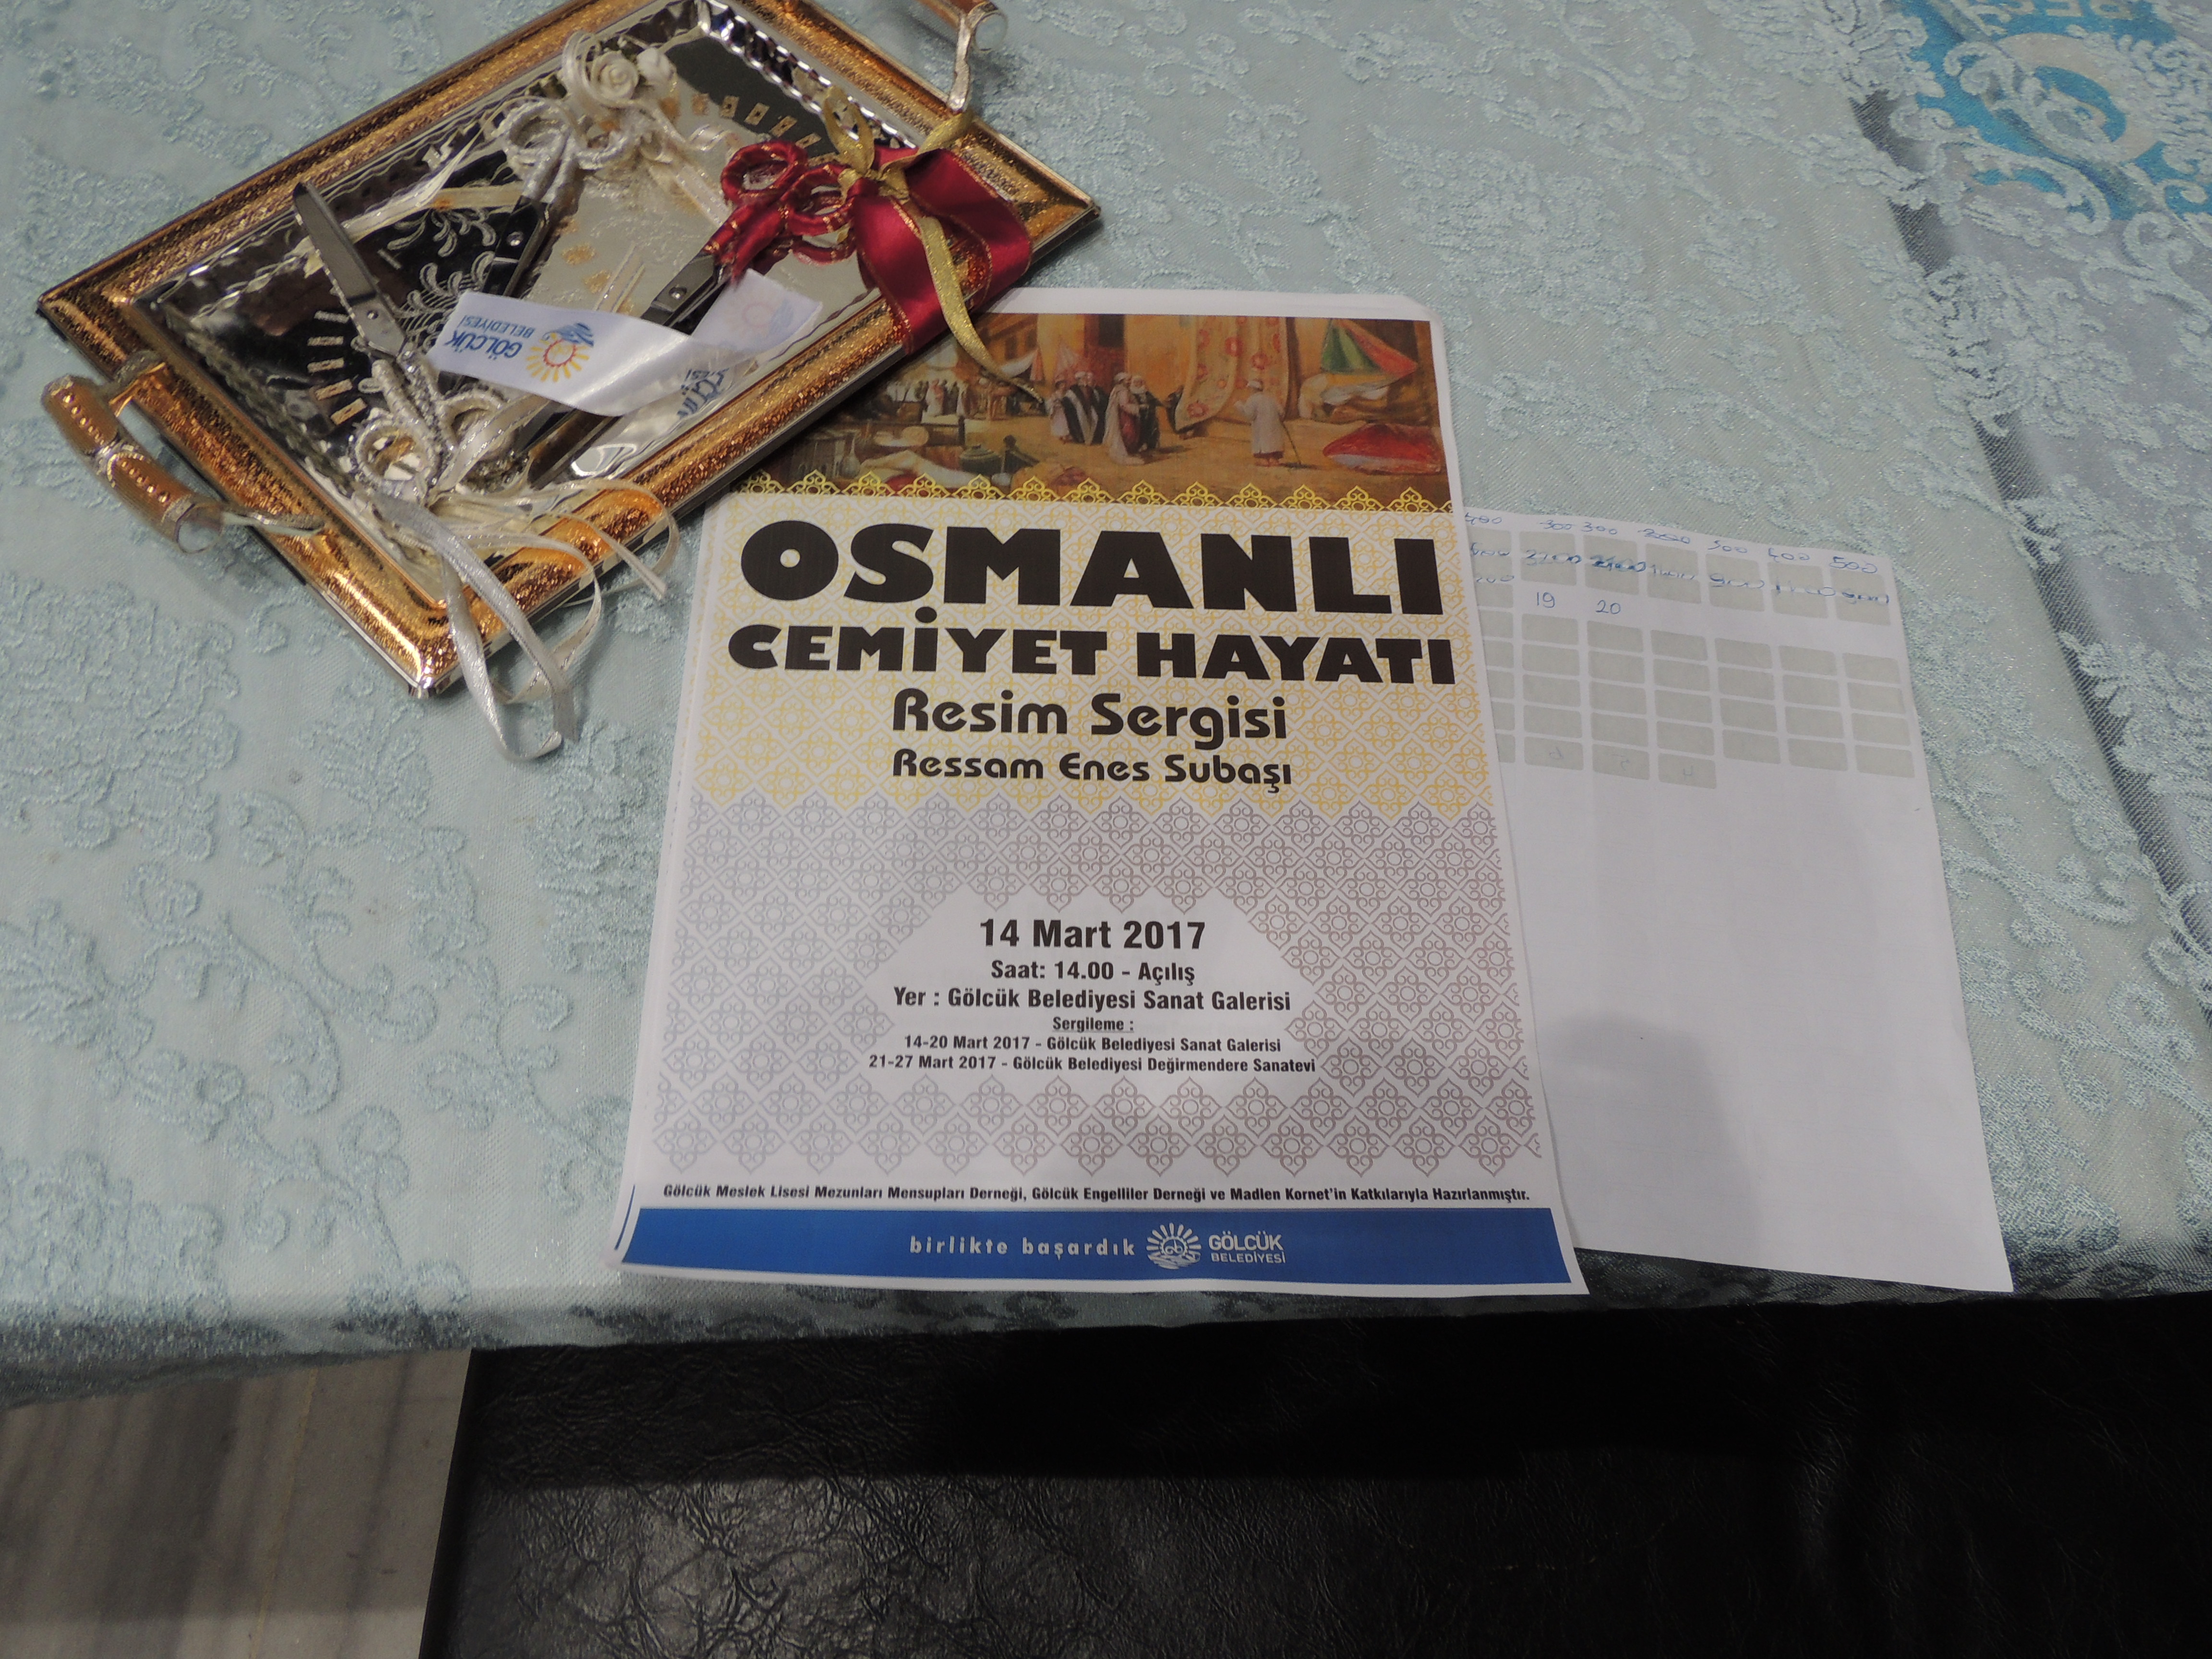 GÖLCÜK
BELEDİYESİ
OSMANLI
CEMİYET HAYATI
Resim Sergisi
Ressam Enes Subaşı
14 Mart 2017
Saat: 14.00 - Açılış
Yer : Gölcük Belediyesi Sanat Galerisi
Sergileme :
14-20 Mart 2017 - Gölcük Belediyesi Sanat Galerisi
21-27 Mart 2017 - Gölcük Belediyesi Değirmendere Sanatevi
Gölcük Meslek Lisesi Mezunları Mensupları Derneği, Gölcük Engelliler Derneği ve Madlen Kornet'in Katkılarıyla Hazırlanmıştır.
birlikte başardık GÖLCÜK
BELEDİYESİ
300 300 500 400 500
19 20